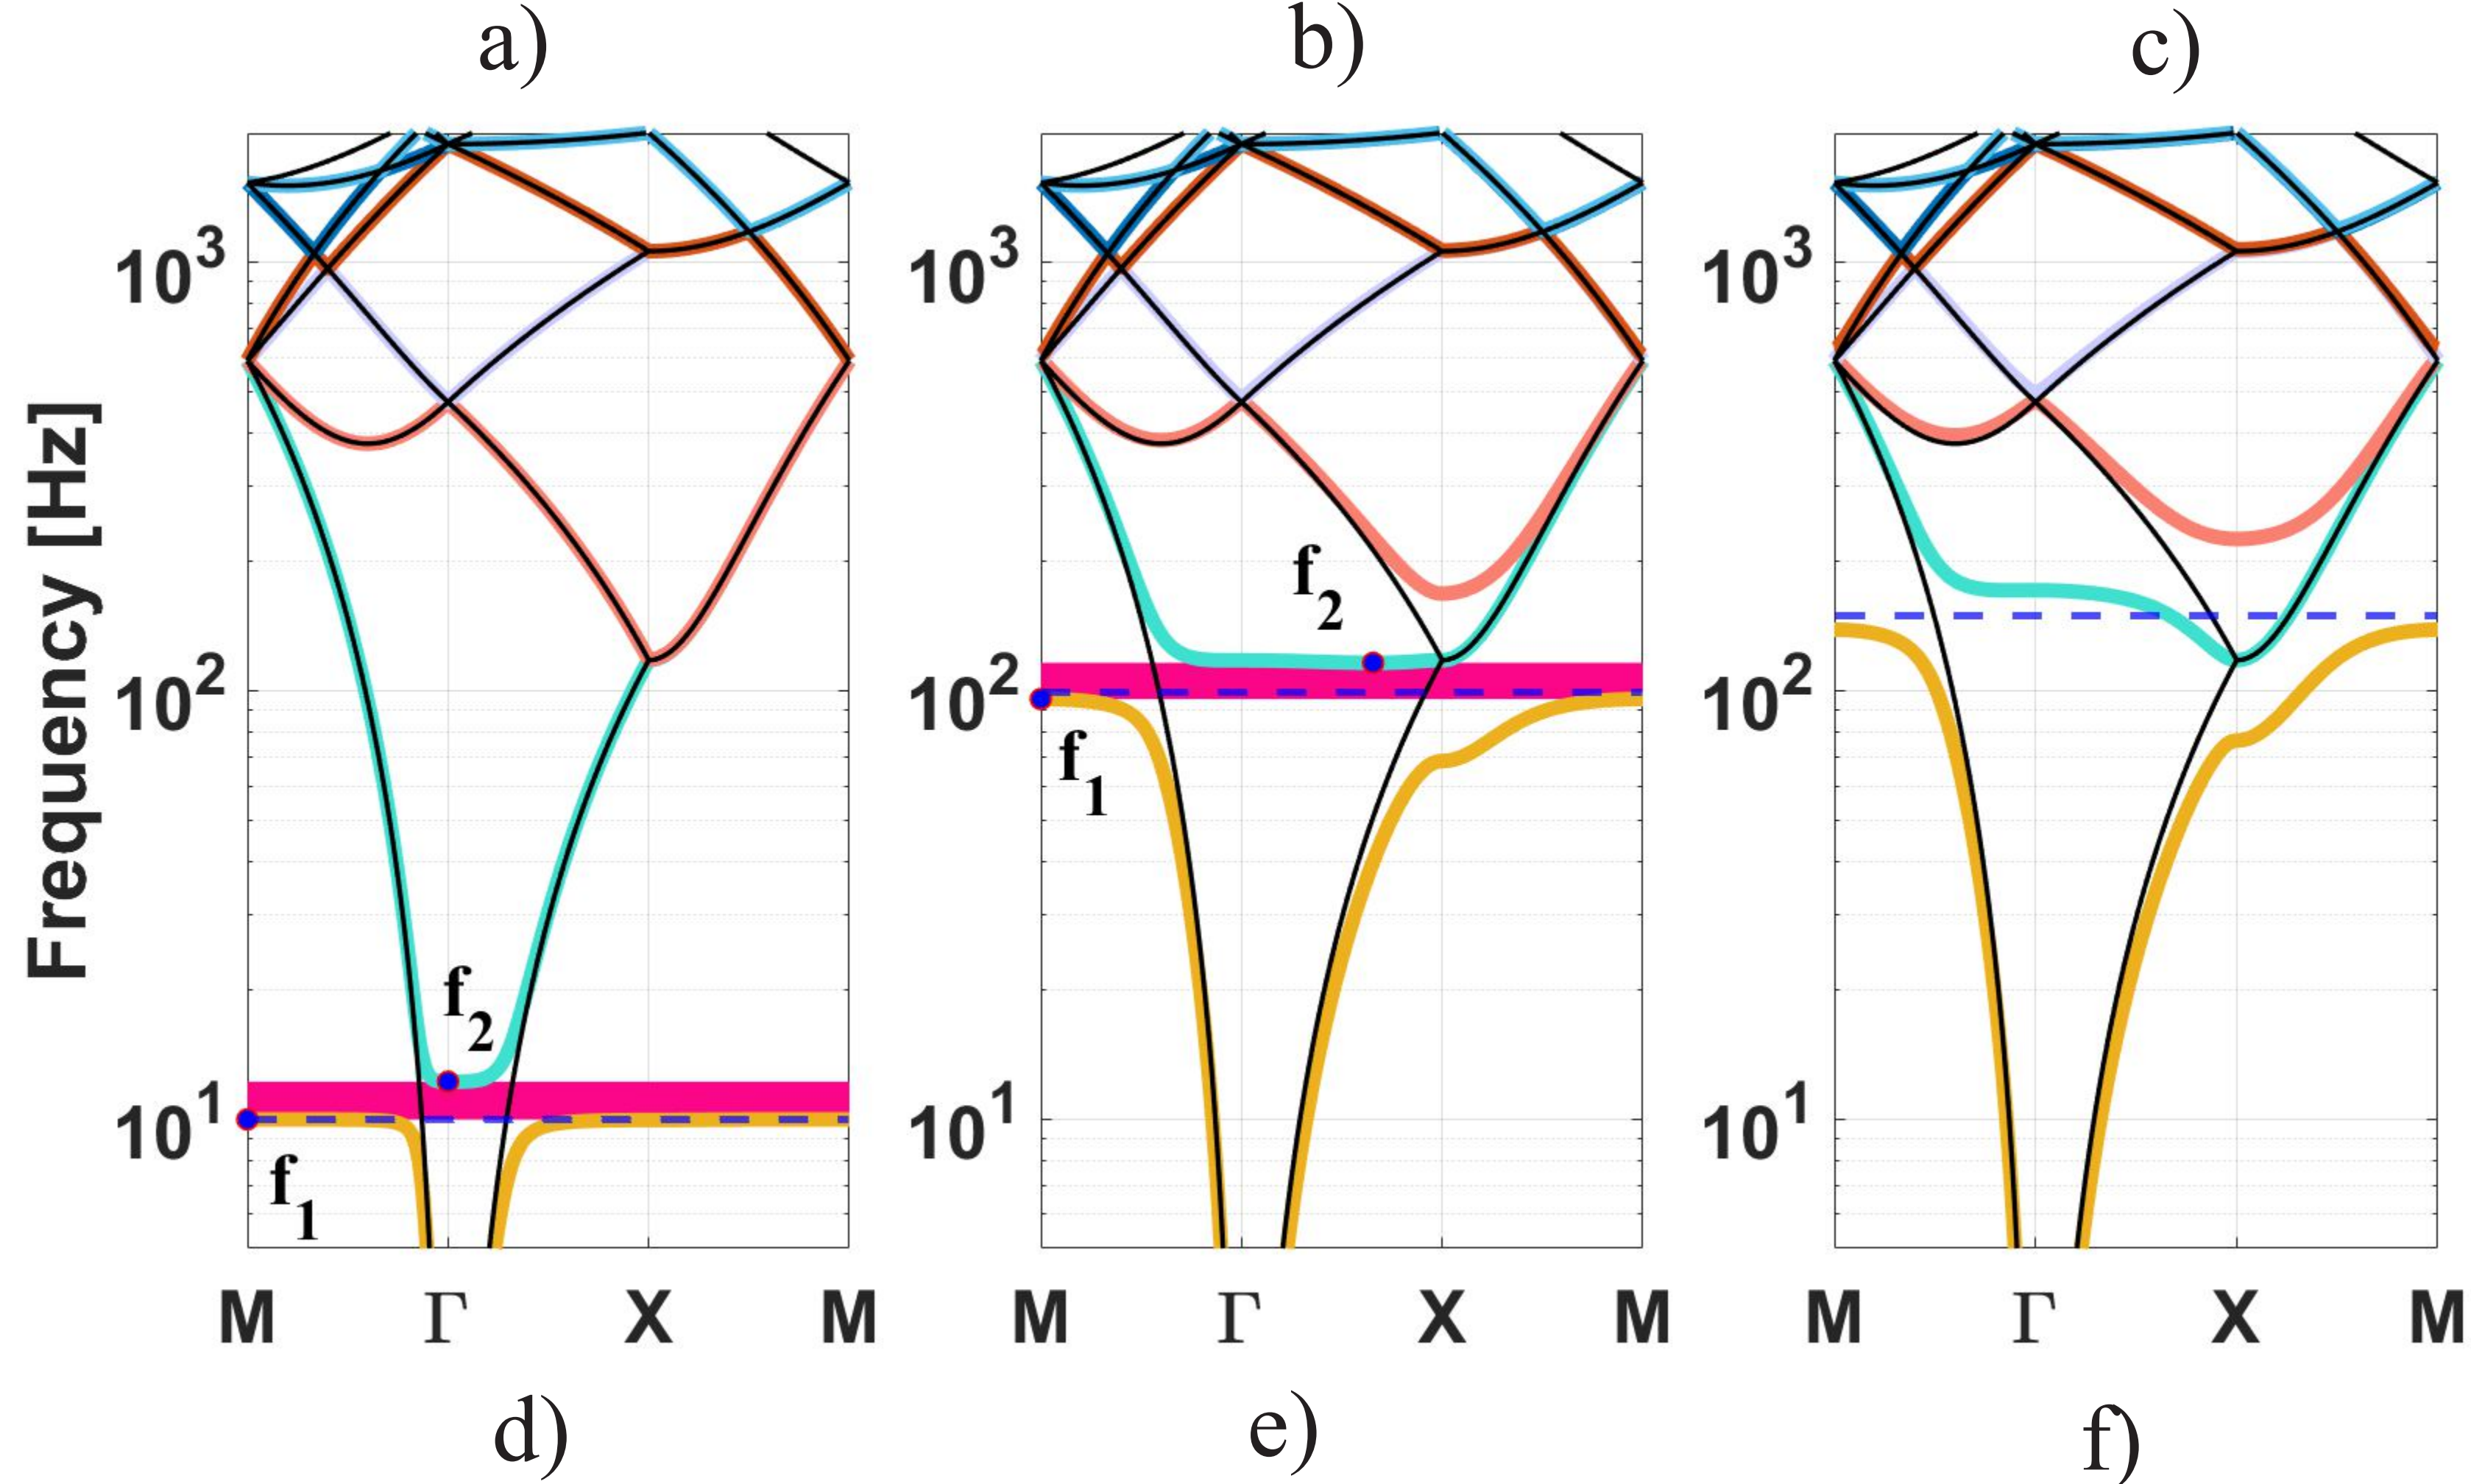 a) b) c)
Frequency [Hz]
10^3 10^3 10^3
10^2 10^2 10^2
10^1 10^1 10^1
f_2
f_1
f_2
f_1
M Γ X M M Γ X M M Γ X M
d) e) f)